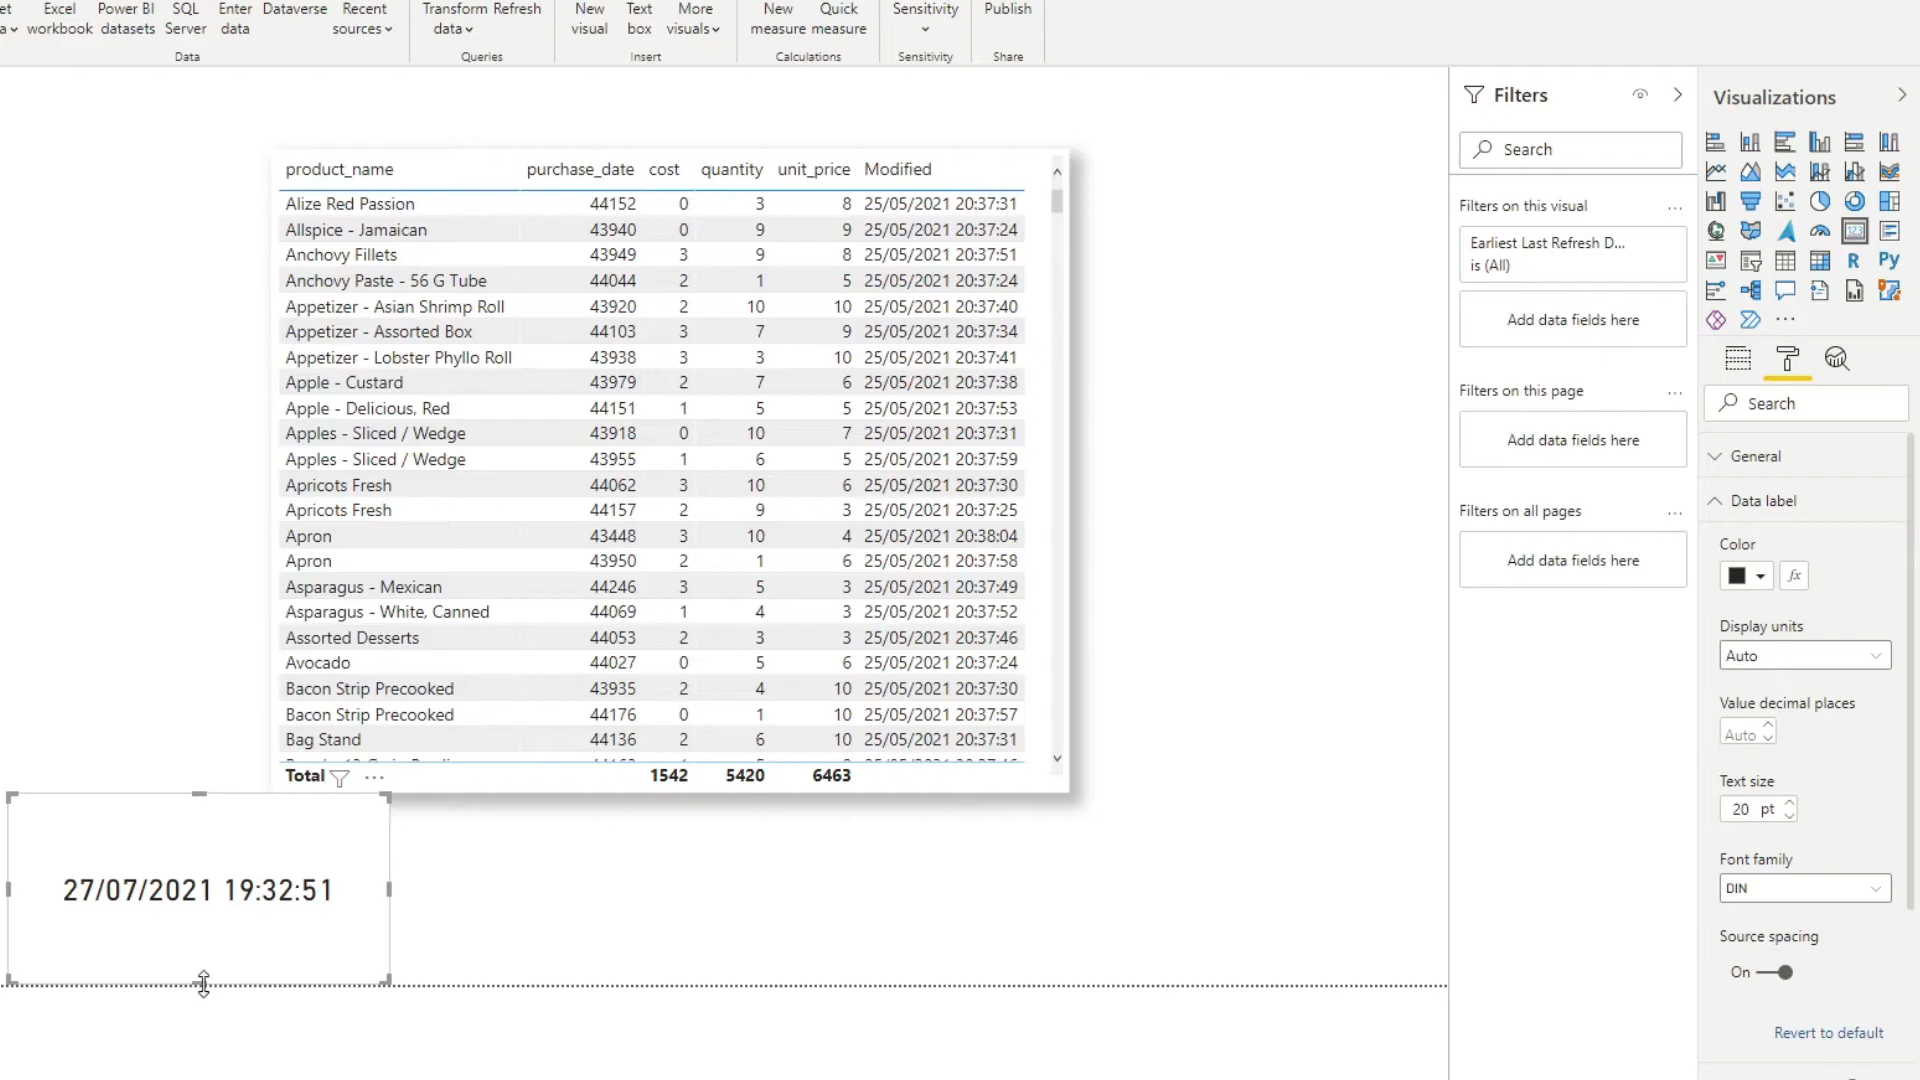 et Excel Power BI SQL Enter Dataverse Recent Transform Refresh New Text More New Quick Sensitivity Publish
workbook datasets Server data sources data visual box visuals measure measure
Data Queries Insert Calculations Sensitivity Share
Filters
Search
Filters on this visual ...
Earliest Last Refresh D...
is (All)
Add data fields here
Filters on this page ...
Add data fields here
Filters on all pages ...
Add data fields here
Visualizations
123
R Py
...
Search
General
Data label
Color
fx
Display units
Auto
Value decimal places
Auto
Text size
20 pt
Font family
DIN
Source spacing
On
Revert to default
product_name purchase_date cost quantity unit_price Modified
Alize Red Passion 44152 0 3 8 25/05/2021 20:37:31
Allspice - Jamaican 43940 0 9 9 25/05/2021 20:37:24
Anchovy Fillets 43949 3 9 8 25/05/2021 20:37:51
Anchovy Paste - 56 G Tube 44044 2 1 5 25/05/2021 20:37:24
Appetizer - Asian Shrimp Roll 43920 2 10 10 25/05/2021 20:37:40
Appetizer - Assorted Box 44103 3 7 9 25/05/2021 20:37:34
Appetizer - Lobster Phyllo Roll 43938 3 3 10 25/05/2021 20:37:41
Apple - Custard 43979 2 7 6 25/05/2021 20:37:38
Apple - Delicious, Red 44151 1 5 5 25/05/2021 20:37:53
Apples - Sliced / Wedge 43918 0 10 7 25/05/2021 20:37:31
Apples - Sliced / Wedge 43955 1 6 5 25/05/2021 20:37:59
Apricots Fresh 44062 3 10 6 25/05/2021 20:37:30
Apricots Fresh 44157 2 9 3 25/05/2021 20:37:25
Apron 43448 3 10 4 25/05/2021 20:38:04
Apron 43950 2 1 6 25/05/2021 20:37:58
Asparagus - Mexican 44246 3 5 3 25/05/2021 20:37:49
Asparagus - White, Canned 44069 1 4 3 25/05/2021 20:37:52
Assorted Desserts 44053 2 3 3 25/05/2021 20:37:46
Avocado 44027 0 5 6 25/05/2021 20:37:24
Bacon Strip Precooked 43935 2 4 10 25/05/2021 20:37:30
Bacon Strip Precooked 44176 0 1 10 25/05/2021 20:37:57
Bag Stand 44136 2 6 10 25/05/2021 20:37:31
Total ... 1542 5420 6463
27/07/2021 19:32:51